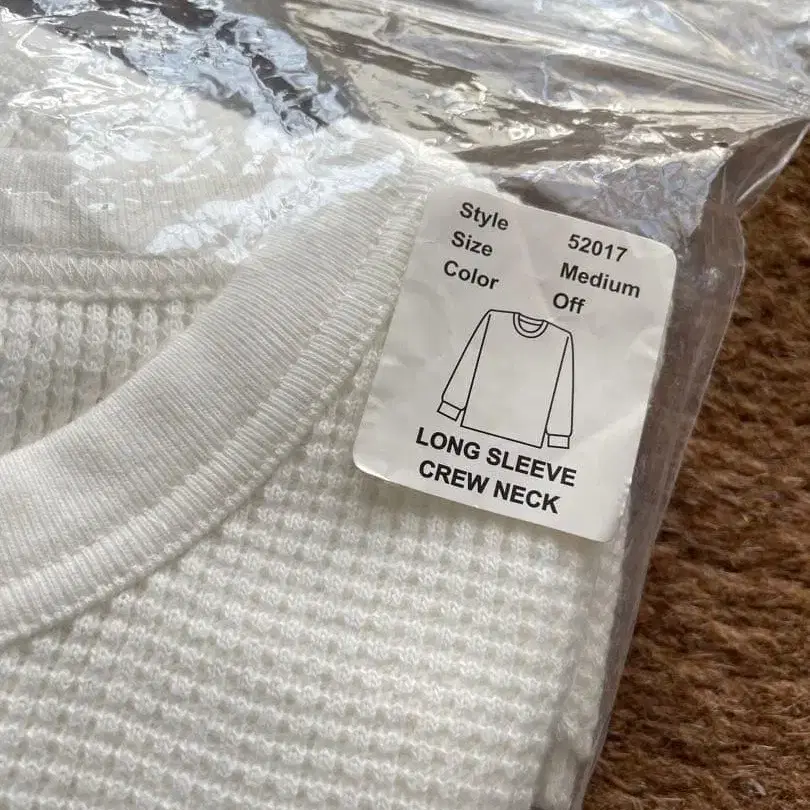 Style 52017
Size Medium
Color Off
LONG SLEEVE
CREW NECK